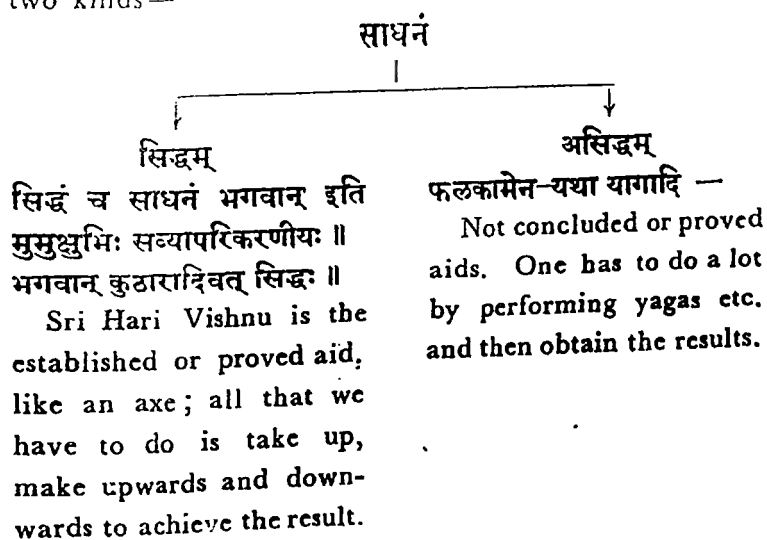 two kinds—
साधनं
सिद्धम्
सिद्धं च साधनं भगवान् इति
मुमुक्षुभिः सव्यापरिकरणीयः ॥
भगवान् कुठारादिवत् सिद्धः ॥
Sri Hari Vishnu is the
established or proved aid,
like an axe; all that we
have to do is take up,
make upwards and down-
wards to achieve the result.
असिद्धम्
फलकामेन-यथा यागादि —
Not concluded or proved
aids. One has to do a lot
by performing yagas etc.
and then obtain the results.